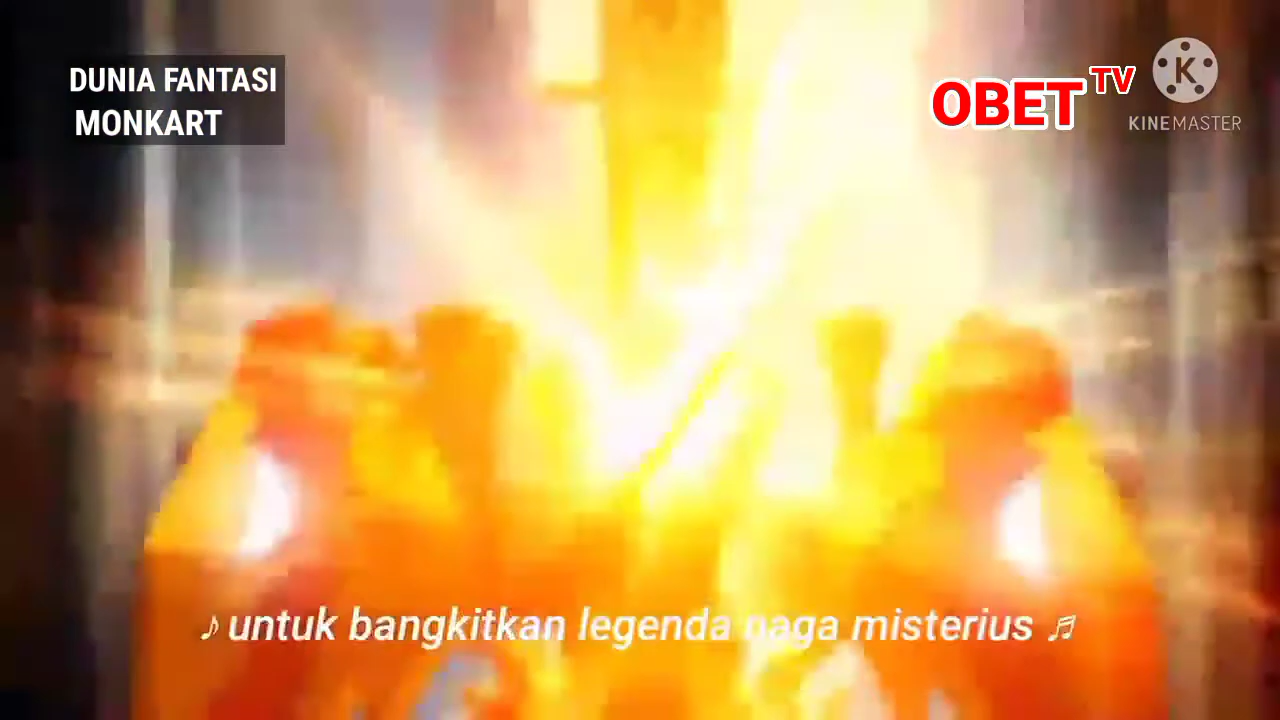 DUNIA FANTASI
MONKART
OBET TV
KINEMASTER
♪ untuk bangkitkan legenda naga misterius ♬